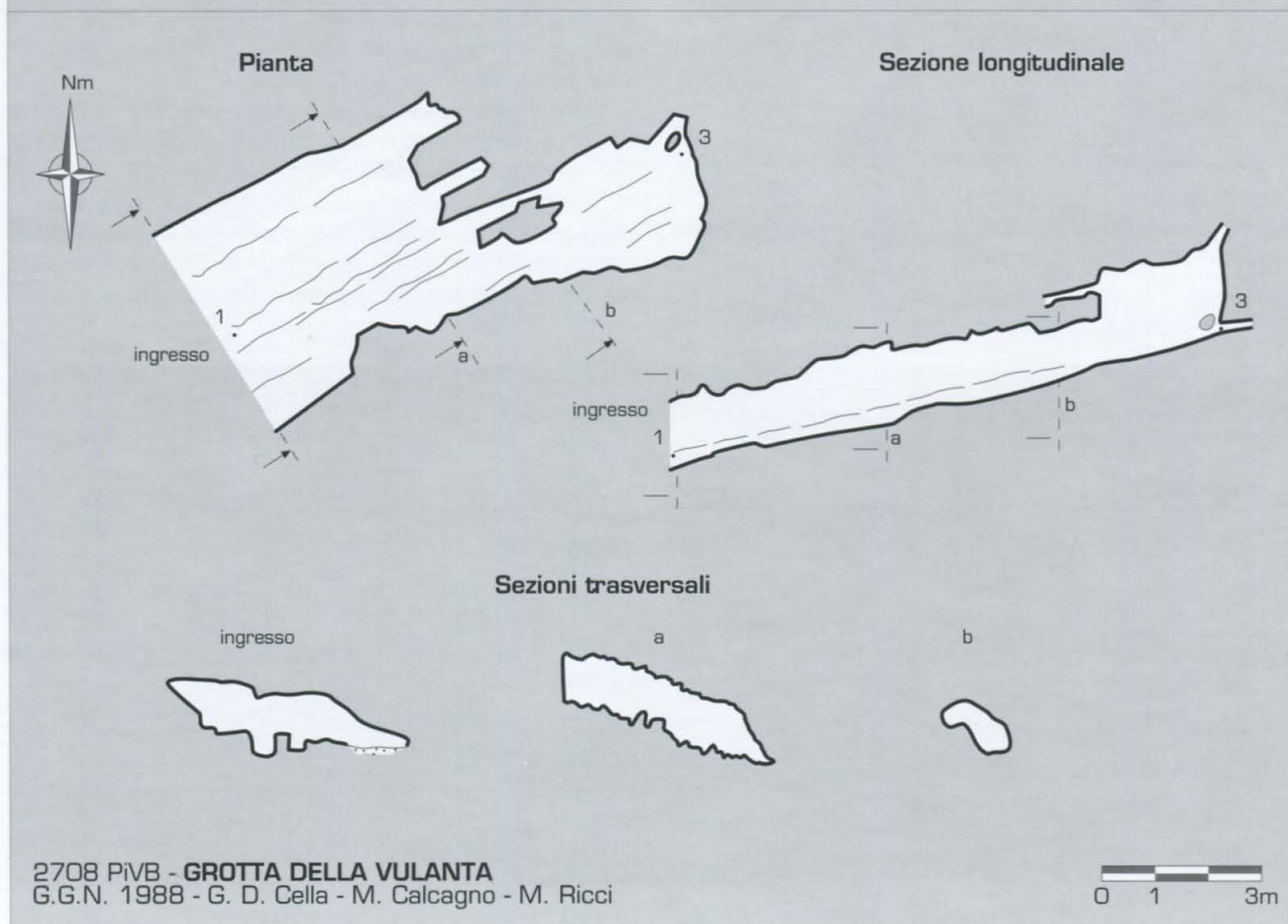 Pianta
Nm
3
1
ingresso
a
b
Sezione longitudinale
3
ingresso
1
a
b
Sezioni trasversali
ingresso
a
b
2708 PiVB - GROTTA DELLA VULANTA
G.G.N. 1988 - G. D. Cella - M. Calcagno - M. Ricci
0 1 3m